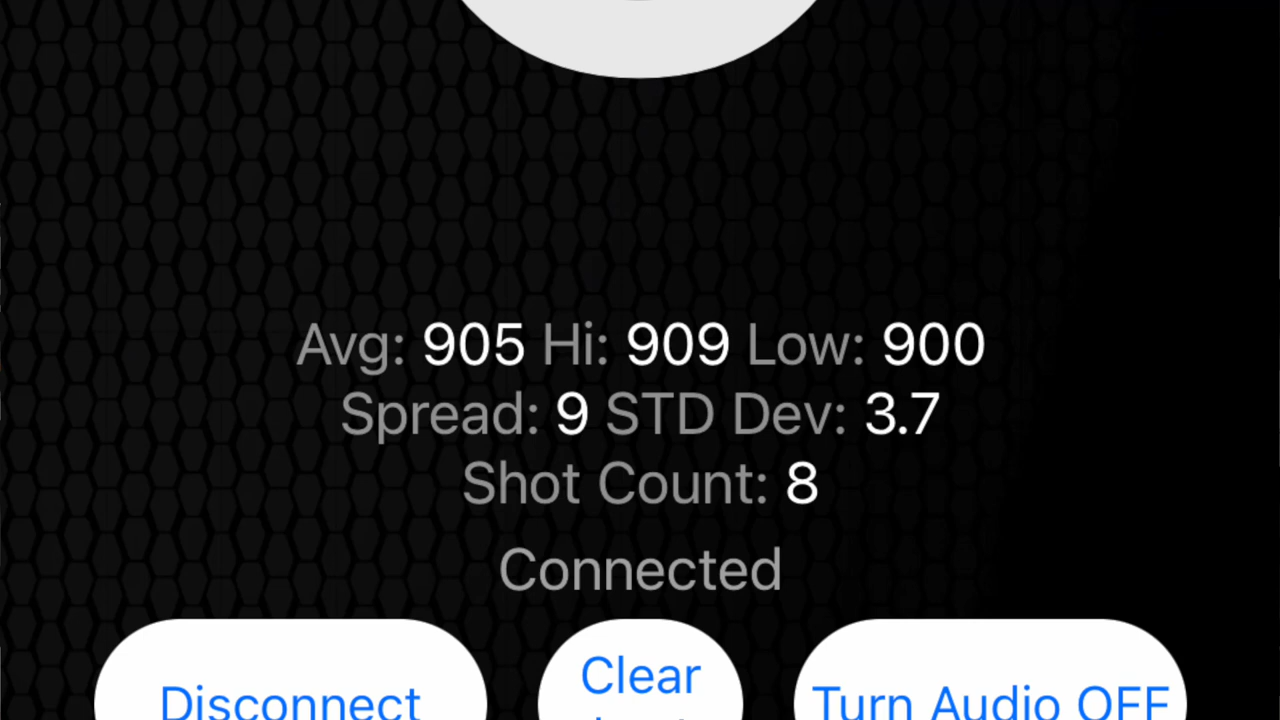 Avg: 905 Hi: 909 Low: 900
Spread: 9 STD Dev: 3.7
Shot Count: 8
Connected
Disconnect
Clear
Turn Audio OFF